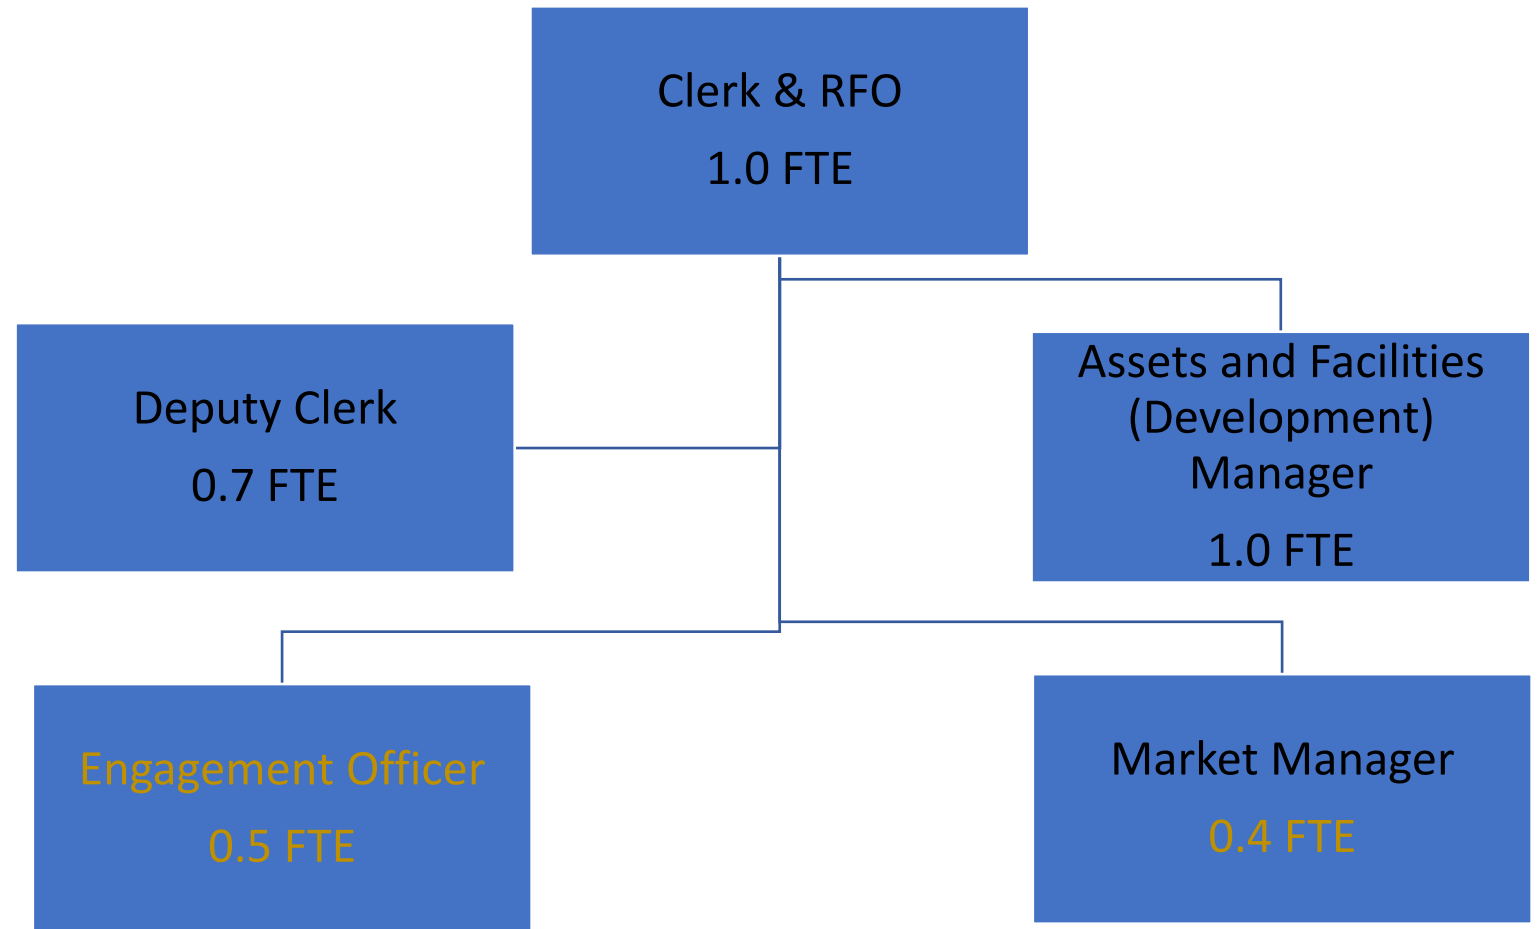 Clerk & RFO
1.0 FTE
Deputy Clerk
0.7 FTE
Assets and Facilities
(Development)
Manager
1.0 FTE
Engagement Officer
0.5 FTE
Market Manager
0.4 FTE